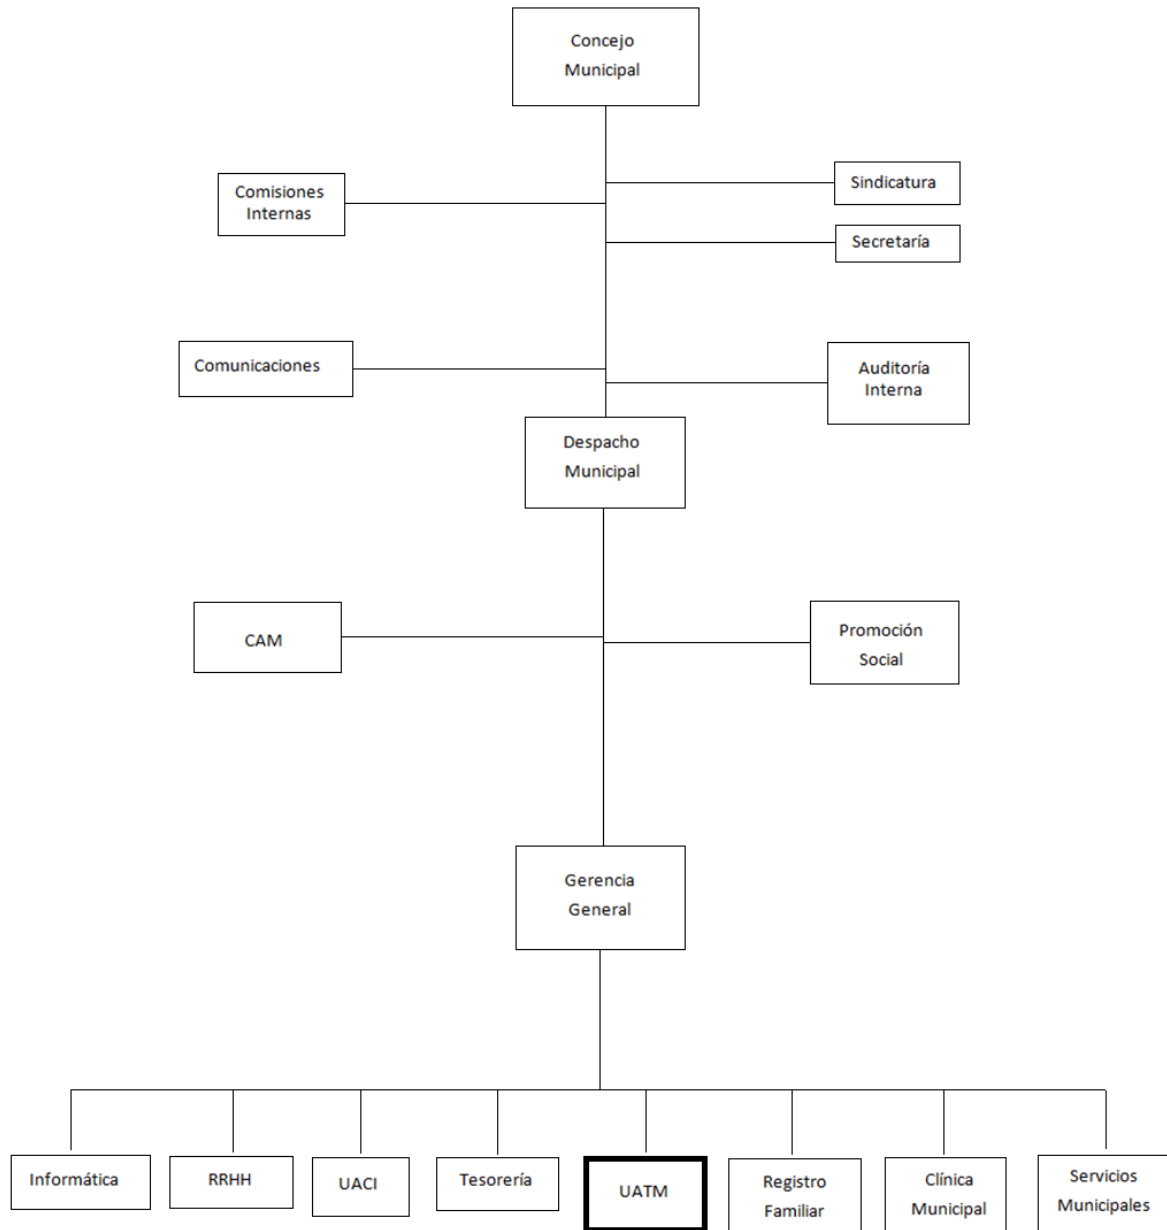 Concejo
Municipal
Sindicatura
Comisiones
Internas
Secretaría
Comunicaciones
Auditoría
Interna
Despacho
Municipal
CAM
Promoción
Social
Gerencia
General
Informática
RRHH
UACI
Tesorería
UATM
Registro
Familiar
Clínica
Municipal
Servicios
Municipales